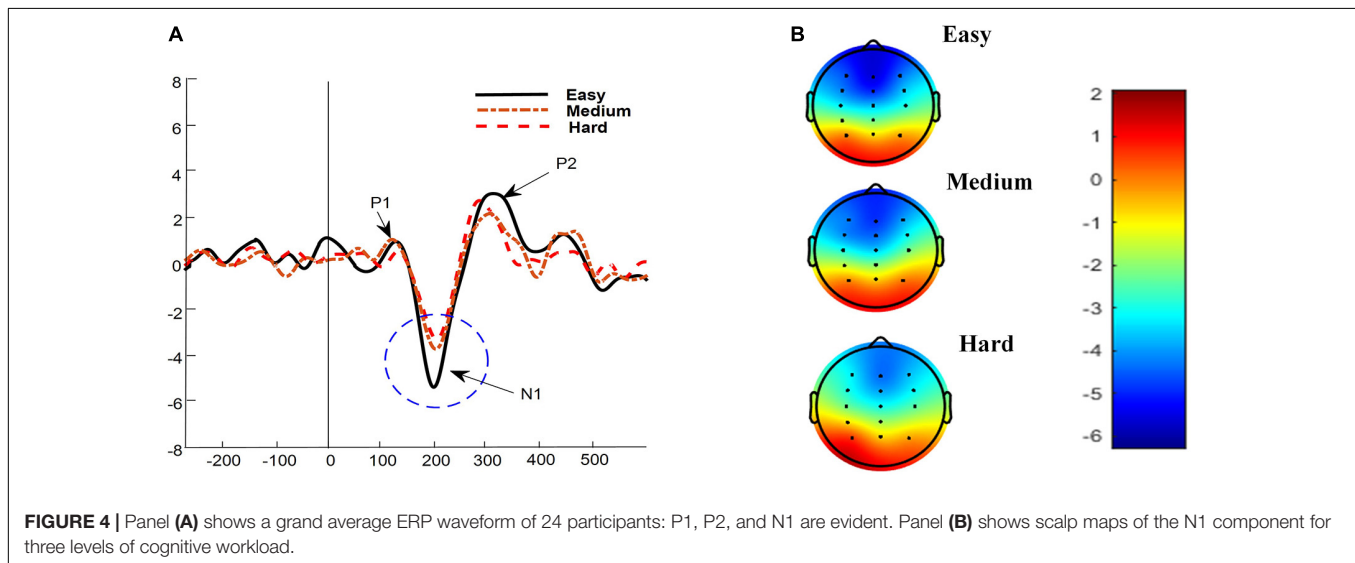 A
8
6
4
2
0
-2
-4
-6
-8
-200 -100 0 100 200 300 400 500
Easy
Medium
Hard
P1
P2
N1
B
Easy
Medium
Hard
2
1
0
-1
-2
-3
-4
-5
-6
FIGURE 4 | Panel (A) shows a grand average ERP waveform of 24 participants: P1, P2, and N1 are evident. Panel (B) shows scalp maps of the N1 component for
three levels of cognitive workload.